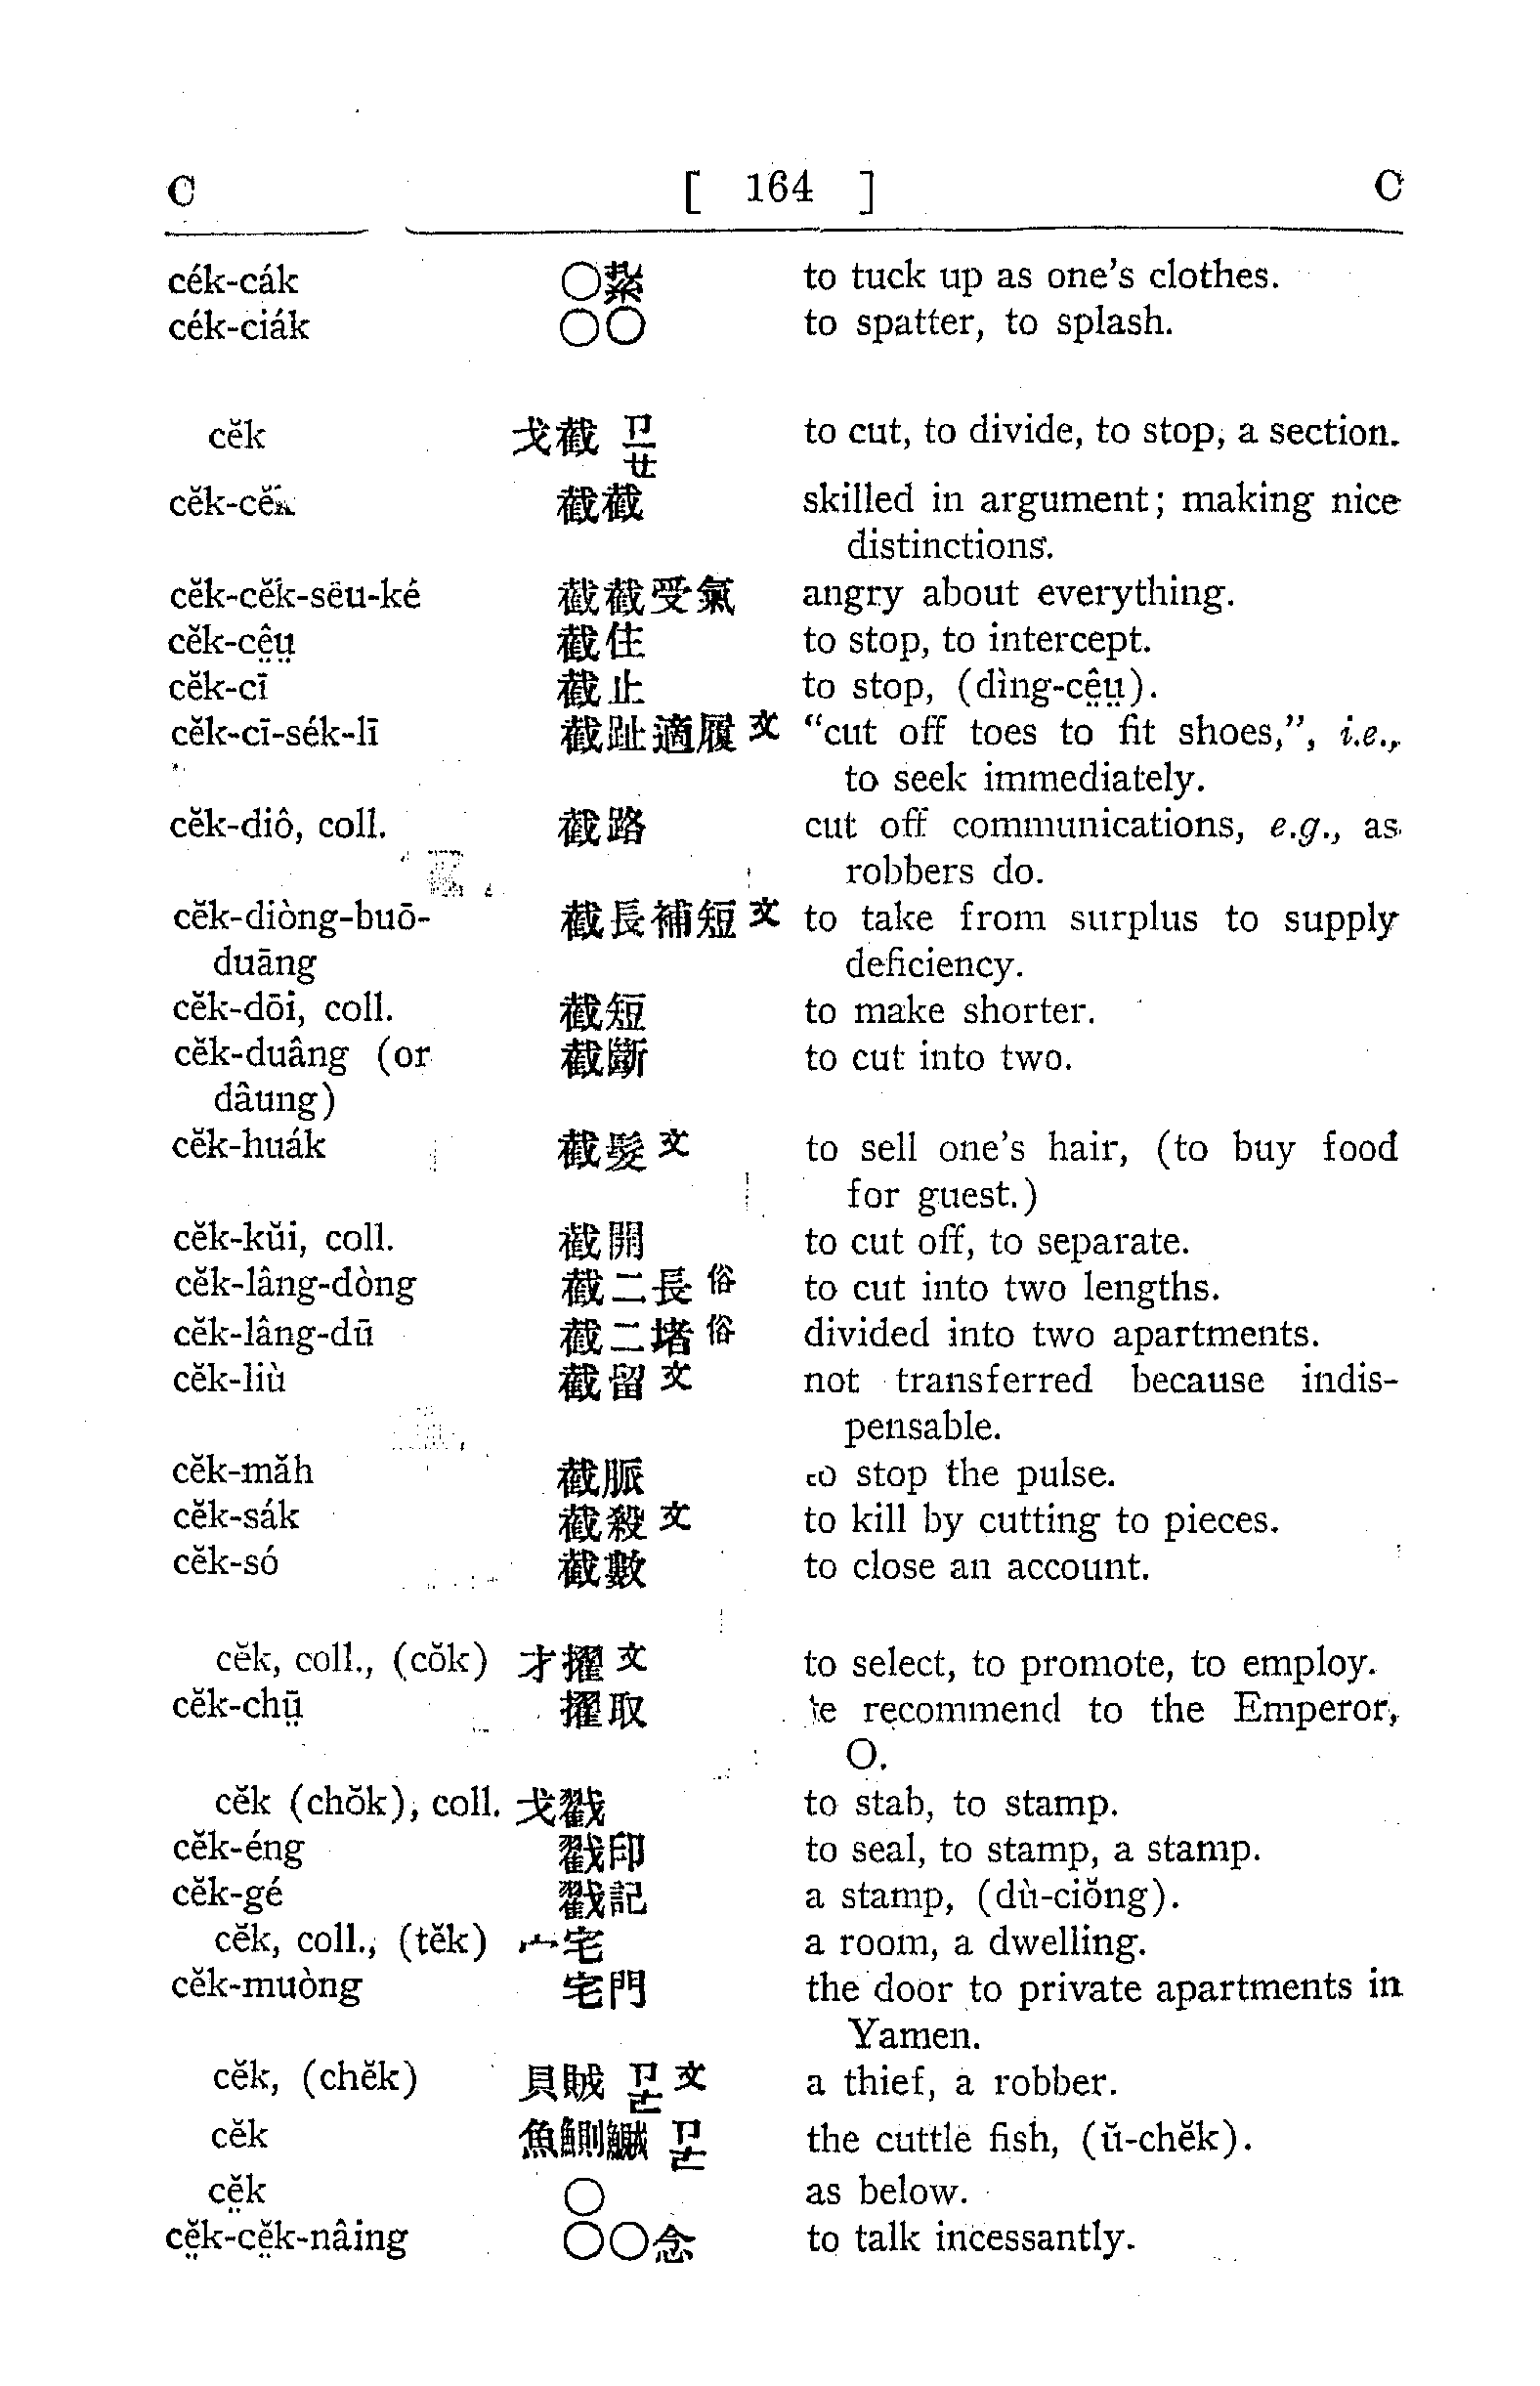 C [ 164 ] C
cék-cák ○紮 to tuck up as one's clothes.
cék-ciák ○○ to spatter, to splash.
cĕk 戈截 ㄗㄝ to cut, to divide, to stop, a section.
cĕk-cĕk 截截 skilled in argument; making nice
distinctions.
cĕk-cĕk-sêu-ké 截截受氣 angry about everything.
cĕk-cê̤ṳ 截住 to stop, to intercept.
cĕk-cī 截止 to stop, (dìng-cê̤ṳ).
cĕk-cī-sék-lī 截趾適履文 “cut off toes to fit shoes,”, i.e.,
to seek immediately.
cĕk-diô, coll. 截路 cut off communications, e.g., as
robbers do.
cĕk-diòng-buō- 截長補短文 to take from surplus to supply
duāng deficiency.
cĕk-dōi, coll. 截短 to make shorter.
cĕk-duâng (or 截斷 to cut into two.
dâung)
cĕk-huák 截髮文 to sell one's hair, (to buy food
for guest.)
cĕk-kŭi, coll. 截開 to cut off, to separate.
cĕk-lâng-dòng 截二長俗 to cut into two lengths.
cĕk-lâng-dū 截二堵俗 divided into two apartments.
cĕk-liù 截留文 not transferred because indis-
pensable.
cĕk-măh 截脈 to stop the pulse.
cĕk-sák 截殺文 to kill by cutting to pieces.
cĕk-só 截數 to close an account.
cĕk, coll., (cŏk) 才擢文 to select, to promote, to employ.
cĕk-chṳ̄ 擢取 te recommend to the Emperor,
O.
cĕk (chŏk), coll. 戈戳 to stab, to stamp.
cĕk-éng 戳印 to seal, to stamp, a stamp.
cĕk-gé 戳記 a stamp, (dù-ciŏng).
cĕk, coll., (tĕk) 宀宅 a room, a dwelling.
cĕk-muòng 宅門 the door to private apartments in
Yamen.
cĕk, (chĕk) 貝賊 ㄗㄜ文 a thief, a robber.
cĕk 魚鰂鱡 ㄗㄜ the cuttle fish, (ŭ-chĕk).
cĕ̤k ○ as below.
cĕ̤k-cĕ̤k-nâing ○○念 to talk incessantly.